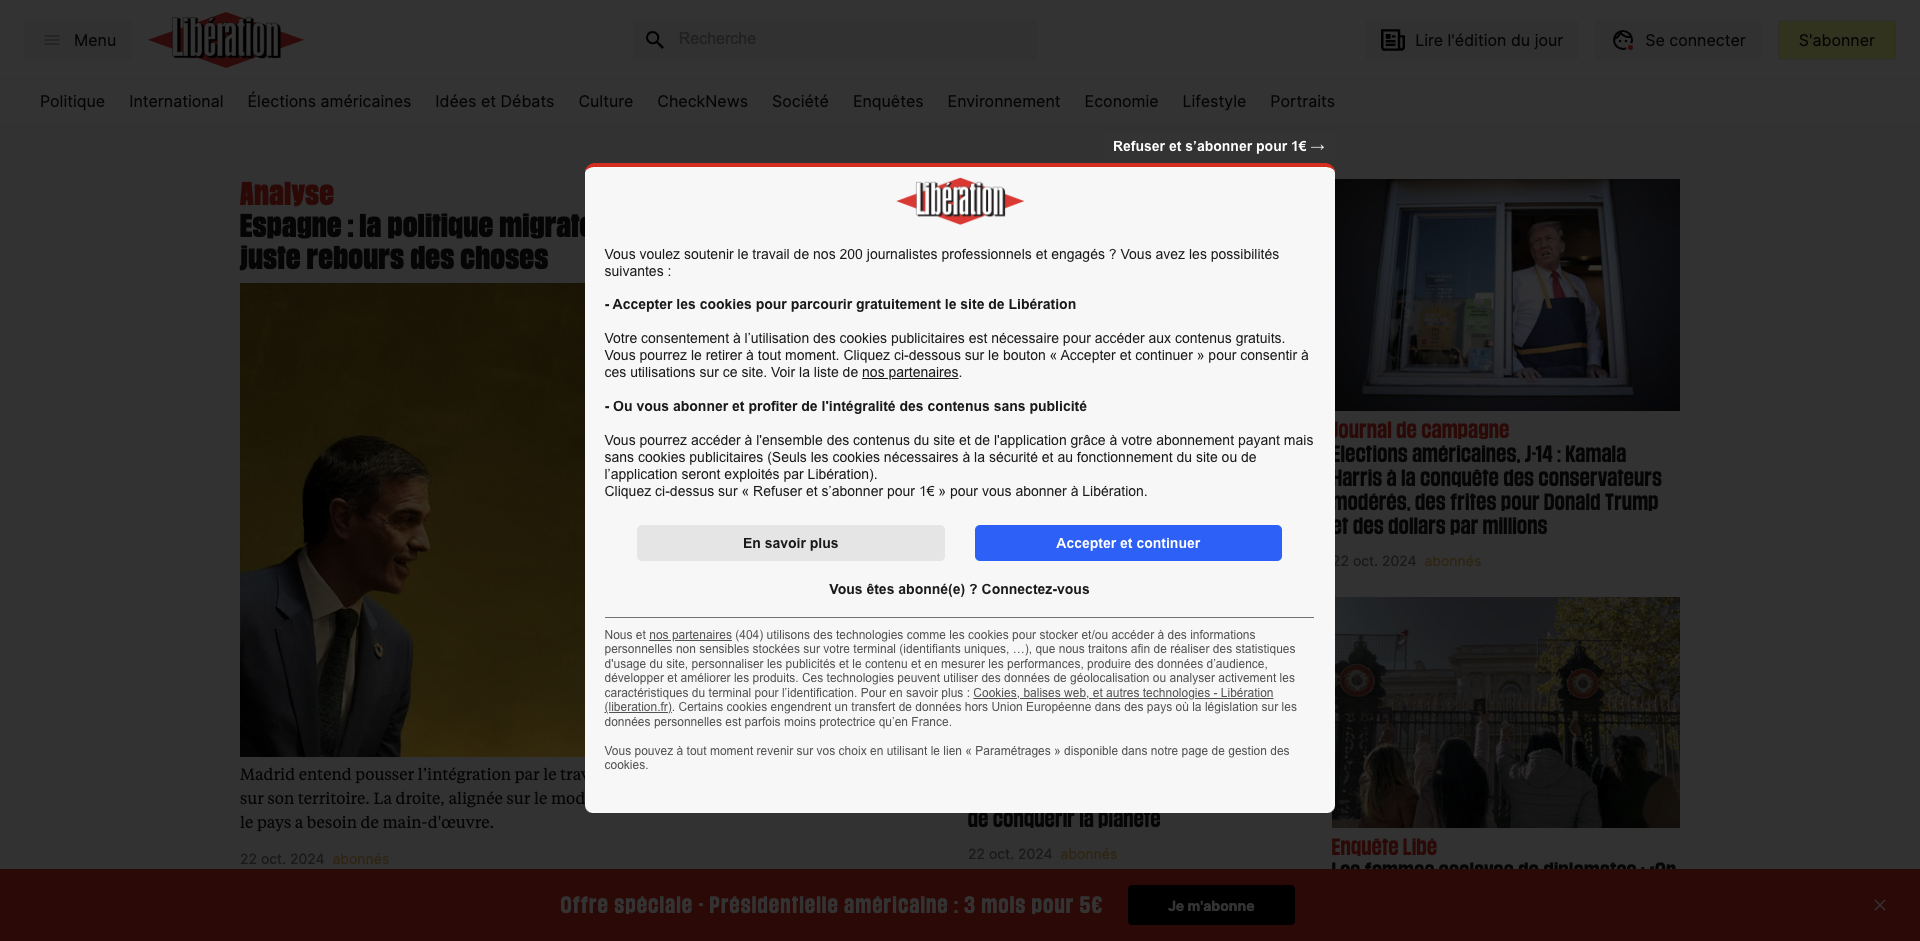 Menu
Libération
Recherche
Lire l'édition du jour
Se connecter
S'abonner
Politique
International
Élections américaines
Idées et Débats
Culture
CheckNews
Société
Enquêtes
Environnement
Economie
Lifestyle
Portraits
Refuser et s’abonner pour 1€ →
Libération
Vous voulez soutenir le travail de nos 200 journalistes professionnels et engagés ? Vous avez les possibilités
suivantes :
- Accepter les cookies pour parcourir gratuitement le site de Libération
Votre consentement à l’utilisation des cookies publicitaires est nécessaire pour accéder aux contenus gratuits.
Vous pourrez le retirer à tout moment. Cliquez ci-dessous sur le bouton « Accepter et continuer » pour consentir à
ces utilisations sur ce site. Voir la liste de nos partenaires.
- Ou vous abonner et profiter de l'intégralité des contenus sans publicité
Vous pourrez accéder à l'ensemble des contenus du site et de l'application grâce à votre abonnement payant mais
sans cookies publicitaires (Seuls les cookies nécessaires à la sécurité et au fonctionnement du site ou de
l’application seront exploités par Libération).
Cliquez ci-dessus sur « Refuser et s’abonner pour 1€ » pour vous abonner à Libération.
En savoir plus
Accepter et continuer
Vous êtes abonné(e) ? Connectez-vous
Nous et nos partenaires (404) utilisons des technologies comme les cookies pour stocker et/ou accéder à des informations
personnelles non sensibles stockées sur votre terminal (identifiants uniques, …), que nous traitons afin de réaliser des statistiques
d'usage du site, personnaliser les publicités et le contenu et en mesurer les performances, produire des données d’audience,
développer et améliorer les produits. Ces technologies peuvent utiliser des données de géolocalisation ou analyser activement les
caractéristiques du terminal pour l’identification. Pour en savoir plus : Cookies, balises web, et autres technologies - Libération
(liberation.fr). Certains cookies engendrent un transfert de données hors Union Européenne dans des pays où la législation sur les
données personnelles est parfois moins protectrice qu’en France.
Vous pouvez à tout moment revenir sur vos choix en utilisant le lien « Paramétrages » disponible dans notre page de gestion des
cookies.
Analyse
Espagne : la politique
juste rebours des choses
Madrid entend pousser l’intégration par le
sur son territoire. La droite, alignée sur le
le pays a besoin de main-d'œuvre.
22 oct. 2024 abonnés
de conquérir la planète
22 oct. 2024 abonnés
Journal de campagne
Elections américaines, J-14 : Kamala
Harris à la conquête des conservateurs
modérés, des frites pour Donald Trump
et des dollars par millions
22 oct. 2024 abonnés
Enquête Libé
Offre spéciale · Présidentielle américaine : 3 mois pour 5€
Je m'abonne